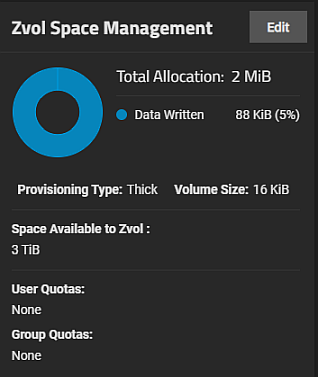 Zvol Space Management
Edit
Total Allocation: 2 MiB
Data Written 88 KiB (5%)
Provisioning Type: Thick Volume Size: 16 KiB
Space Available to Zvol :
3 TiB
User Quotas:
None
Group Quotas:
None